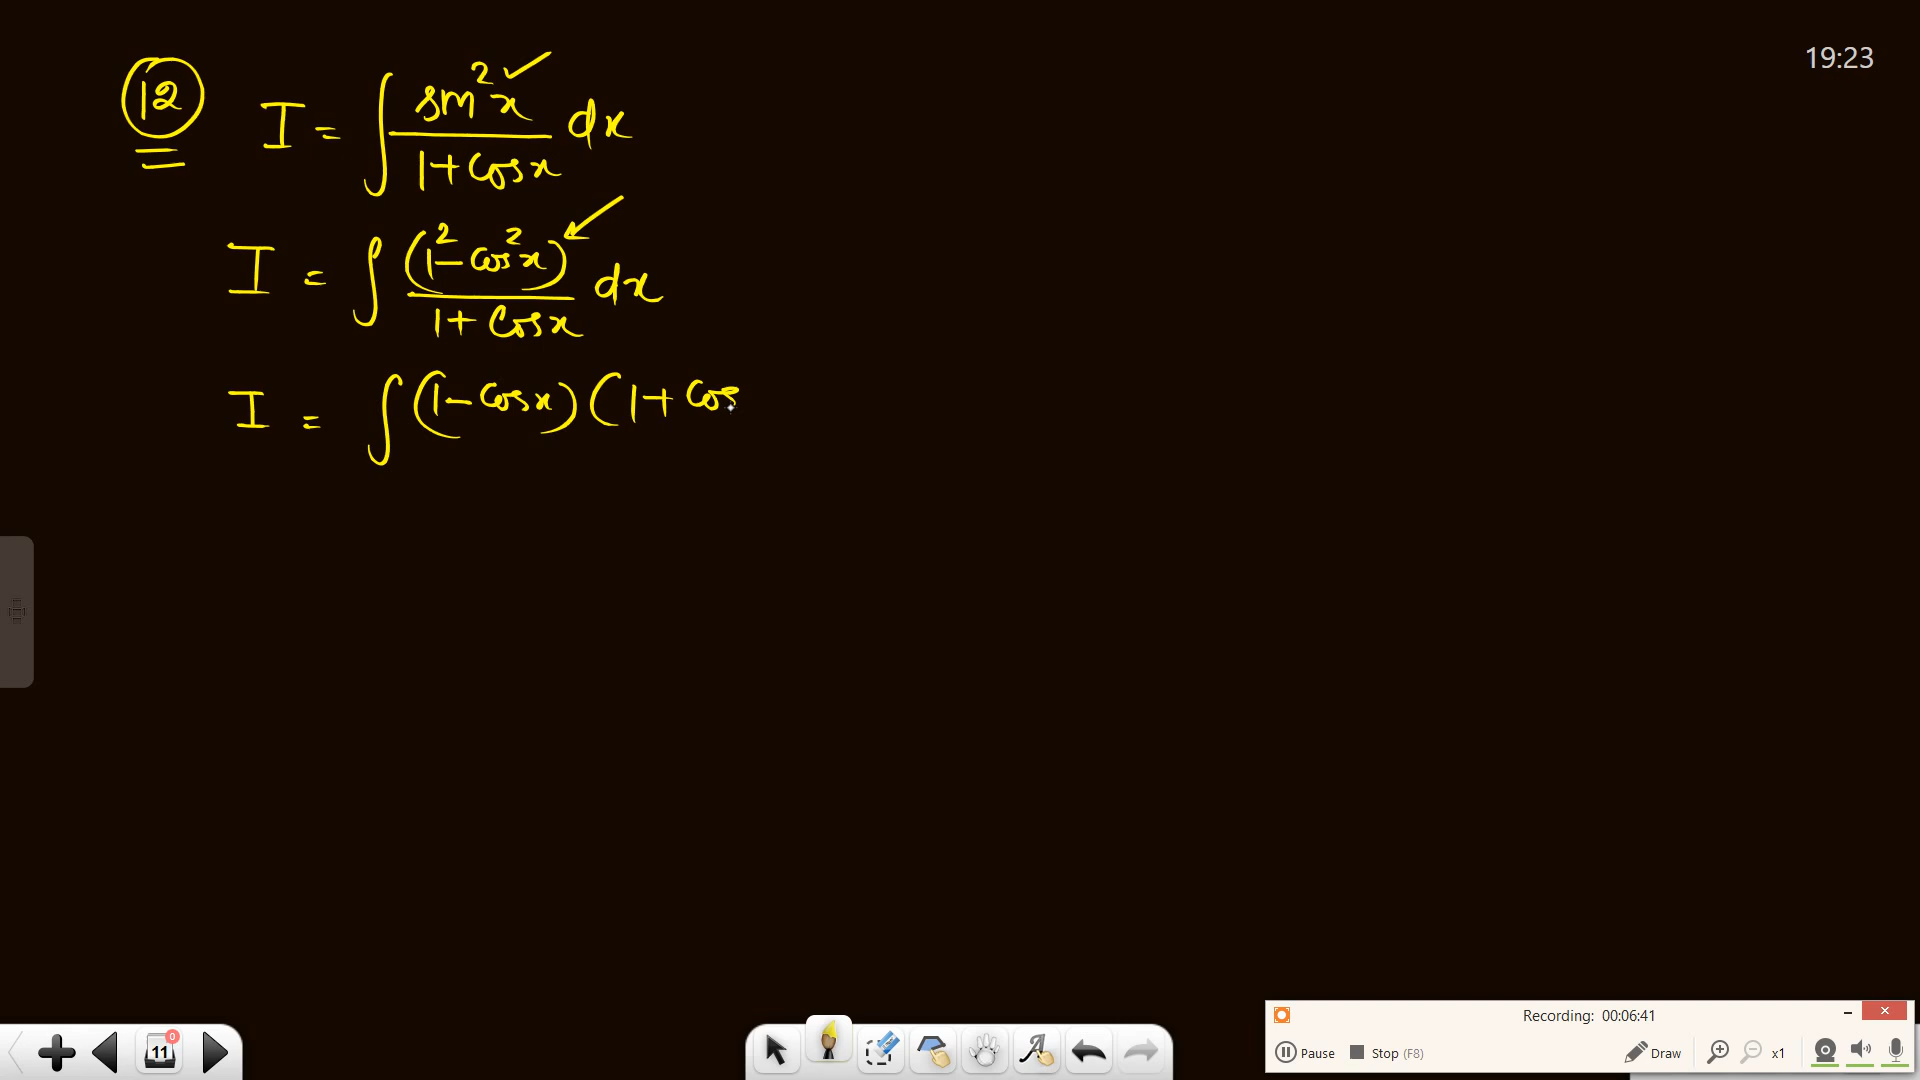 19:23
12 I = ∫ sin²x / 1+cosx dx
I = ∫ (1²-cos²x) / 1+cosx dx
I = ∫ (1-cosx)(1+cos
11
0
Recording: 00:06:41
Pause Stop (F8) Draw x1